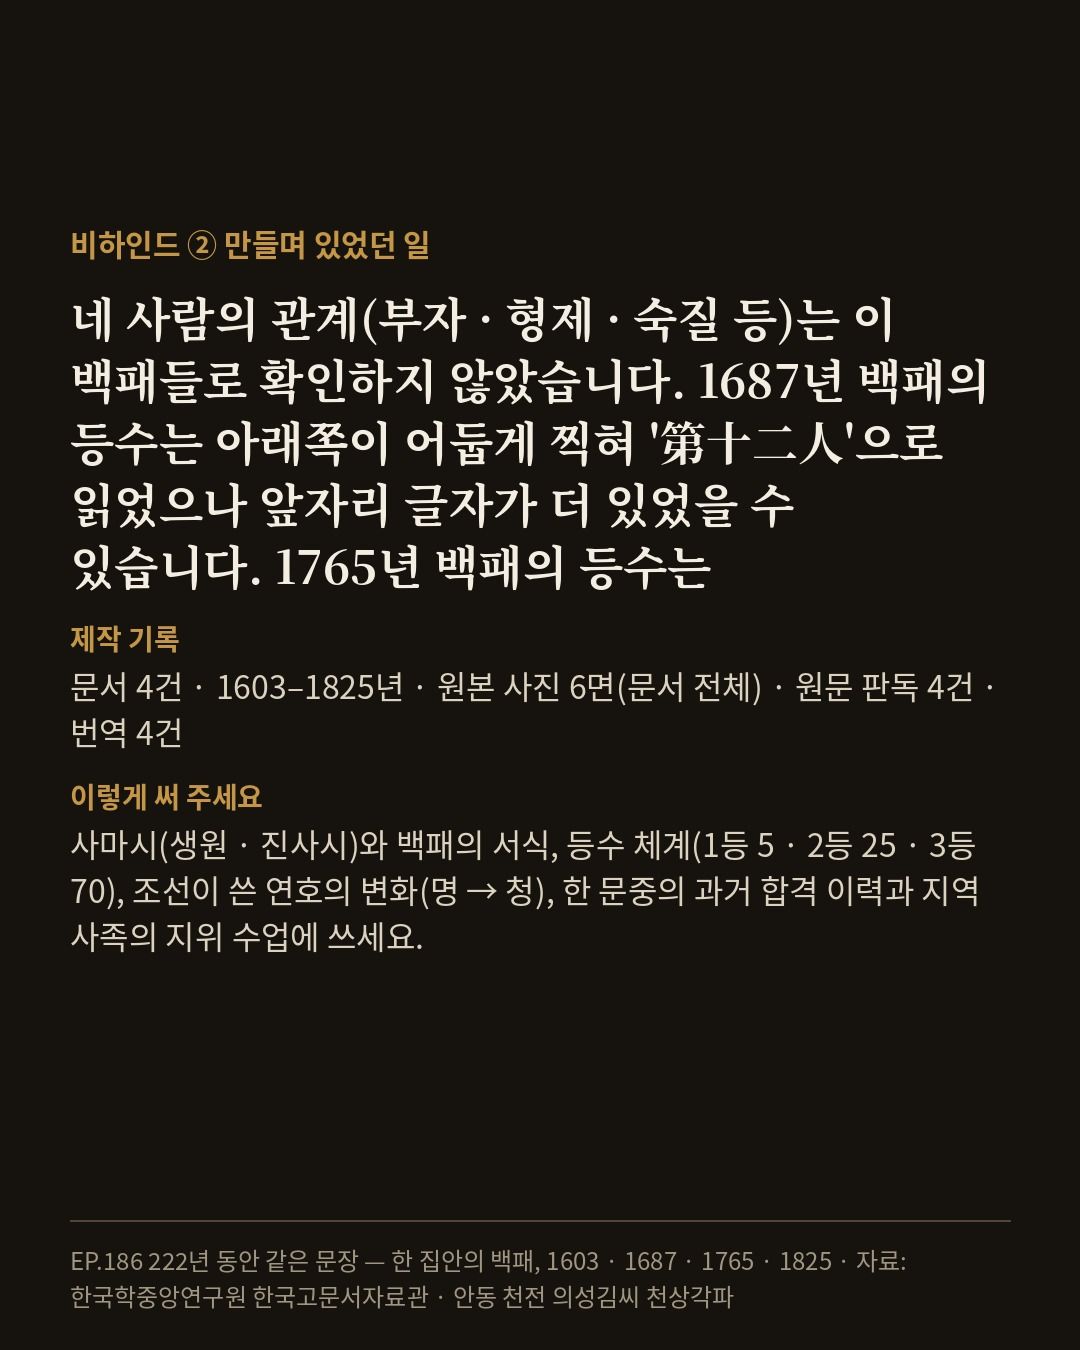 비하인드 ② 만들며 있었던 일
네 사람의 관계(부자 · 형제 · 숙질 등)는 이
백패들로 확인하지 않았습니다. 1687년 백패의
등수는 아래쪽이 어둡게 찍혀 '第十二人'으로
읽었으나 앞자리 글자가 더 있었을 수
있습니다. 1765년 백패의 등수는
제작 기록
문서 4건 · 1603–1825년 · 원본 사진 6면(문서 전체) · 원문 판독 4건 ·
번역 4건
이렇게 써 주세요
사마시(생원 · 진사시)와 백패의 서식, 등수 체계(1등 5 · 2등 25 · 3등
70), 조선이 쓴 연호의 변화(명 → 청), 한 문중의 과거 합격 이력과 지역
사족의 지위 수업에 쓰세요.
EP.186 222년 동안 같은 문장 — 한 집안의 백패, 1603 · 1687 · 1765 · 1825 · 자료:
한국학중앙연구원 한국고문서자료관 · 안동 천전 의성김씨 천상각파